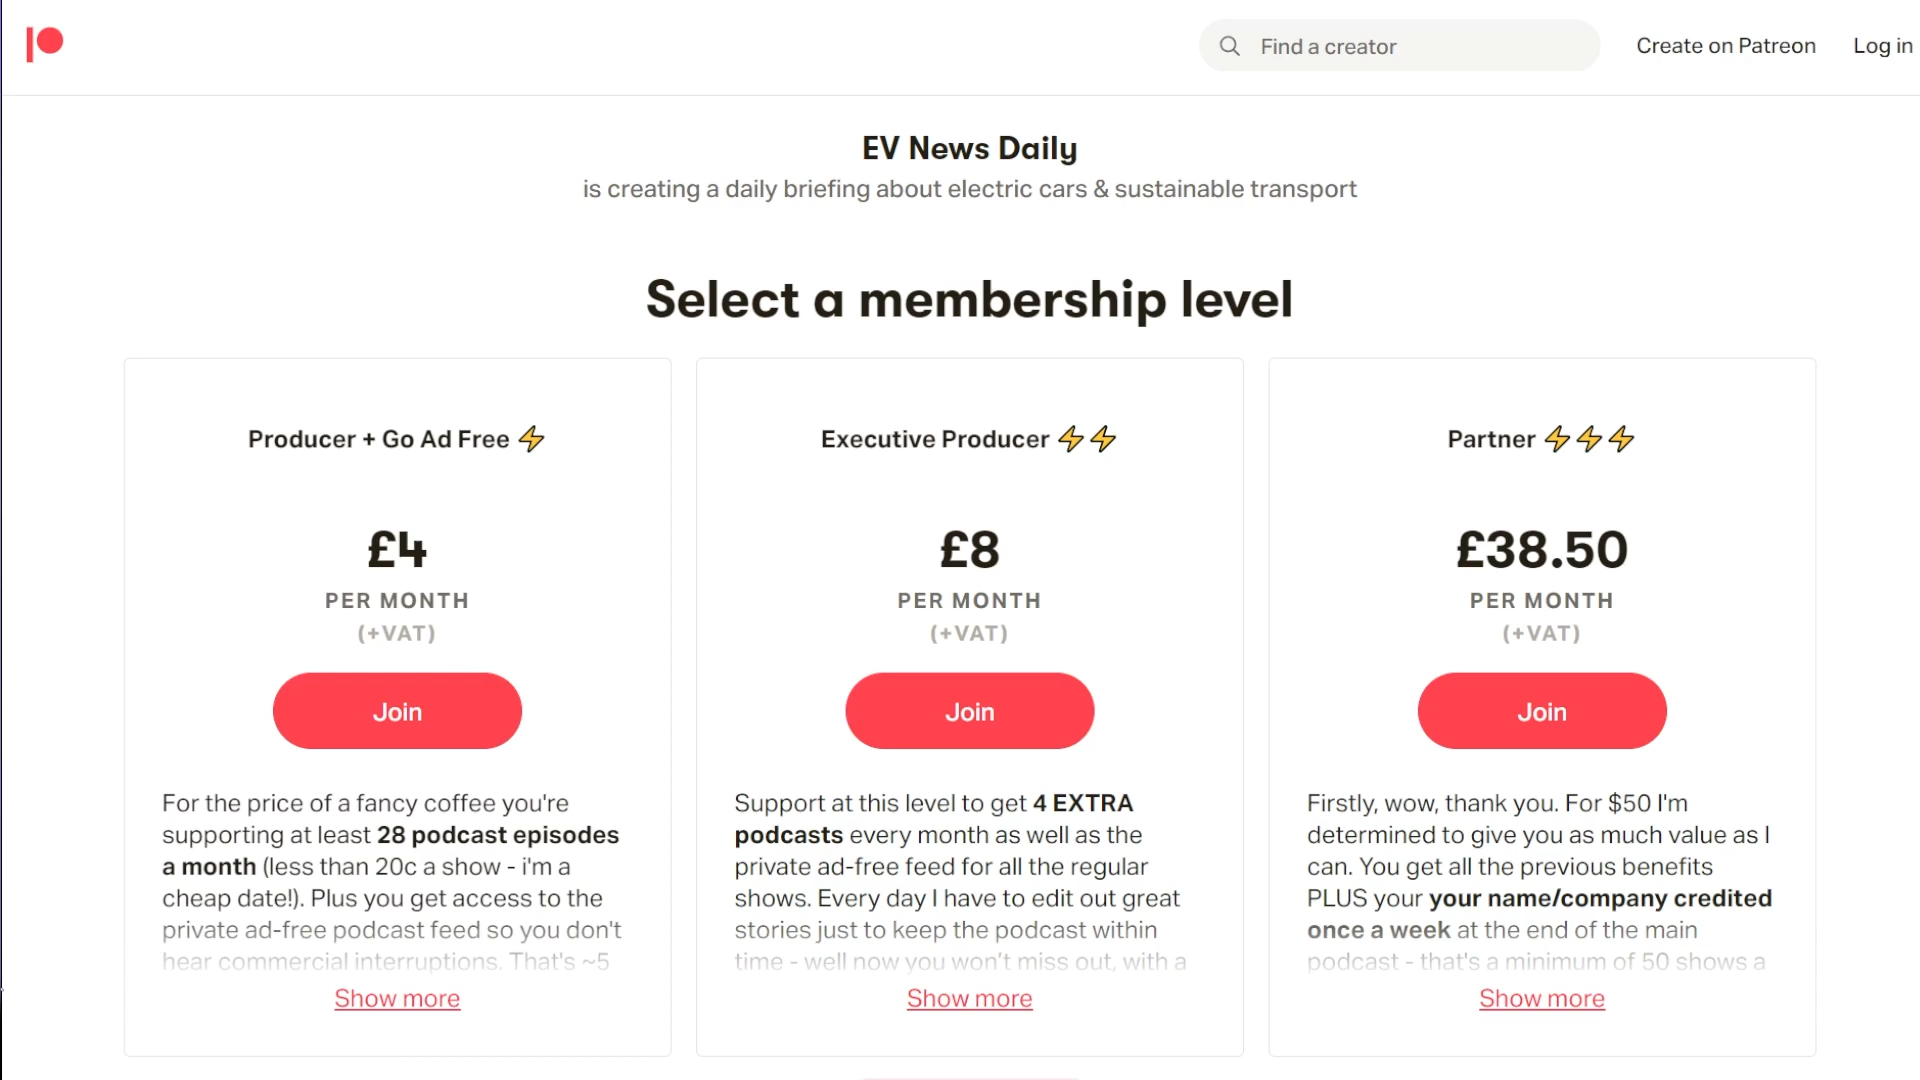 Find a creator
Create on Patreon
Log in
EV News Daily
is creating a daily briefing about electric cars & sustainable transport
Select a membership level
Producer + Go Ad Free ⚡
£4
PER MONTH
(+VAT)
Join
For the price of a fancy coffee you're
supporting at least 28 podcast episodes
a month (less than 20c a show - i'm a
cheap date!). Plus you get access to the
private ad-free podcast feed so you don't
hear commercial interruptions. That's ~5
Show more
Executive Producer ⚡⚡
£8
PER MONTH
(+VAT)
Join
Support at this level to get 4 EXTRA
podcasts every month as well as the
private ad-free feed for all the regular
shows. Every day I have to edit out great
stories just to keep the podcast within
time - well now you won't miss out, with a
Show more
Partner ⚡⚡⚡
£38.50
PER MONTH
(+VAT)
Join
Firstly, wow, thank you. For $50 I'm
determined to give you as much value as I
can. You get all the previous benefits
PLUS your your name/company credited
once a week at the end of the main
podcast - that's a minimum of 50 shows a
Show more